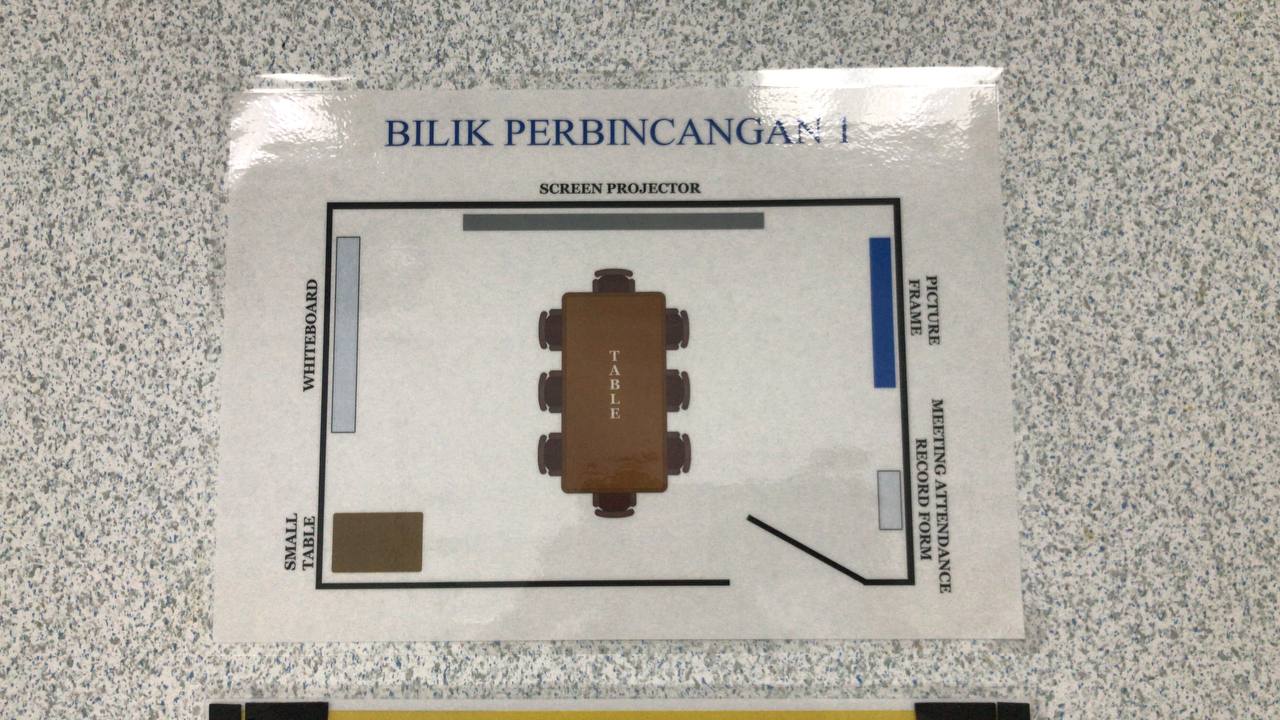 BILIK PERBINCANGAN 1
SCREEN PROJECTOR
WHITEBOARD
PICTURE
FRAME
TABLE
MEETING ATTENDANCE
RECORD FORM
SMALL
TABLE